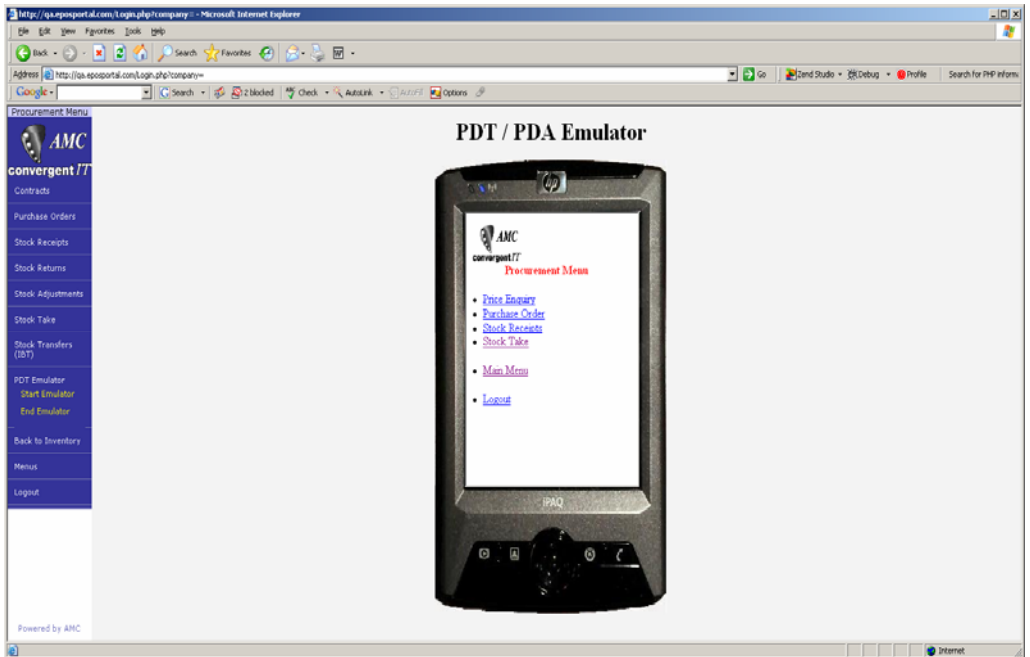 http://qa.eposportal.com/Login.php?company= - Microsoft Internet Explorer
File Edit View Favorites Tools Help
Back Search Favorites
Address http://qa.eposportal.com/Login.php?company= Go Zend Studio Debug Profile Search for PHP inform
Google Search 2 blocked Check AutoLink AutoFill Options
Procurement Menu
AMC
convergent IT
Contracts
Purchase Orders
Stock Receipts
Stock Returns
Stock Adjustments
Stock Take
Stock Transfers
(IBT)
PDT Emulator
Start Emulator
End Emulator
Back to Inventory
Menus
Logout
Powered by AMC
PDT / PDA Emulator
hp
AMC
convergent IT
Procurement Menu
Price Enquiry
Purchase Order
Stock Receipts
Stock Take
Main Menu
Logout
iPAQ
Internet